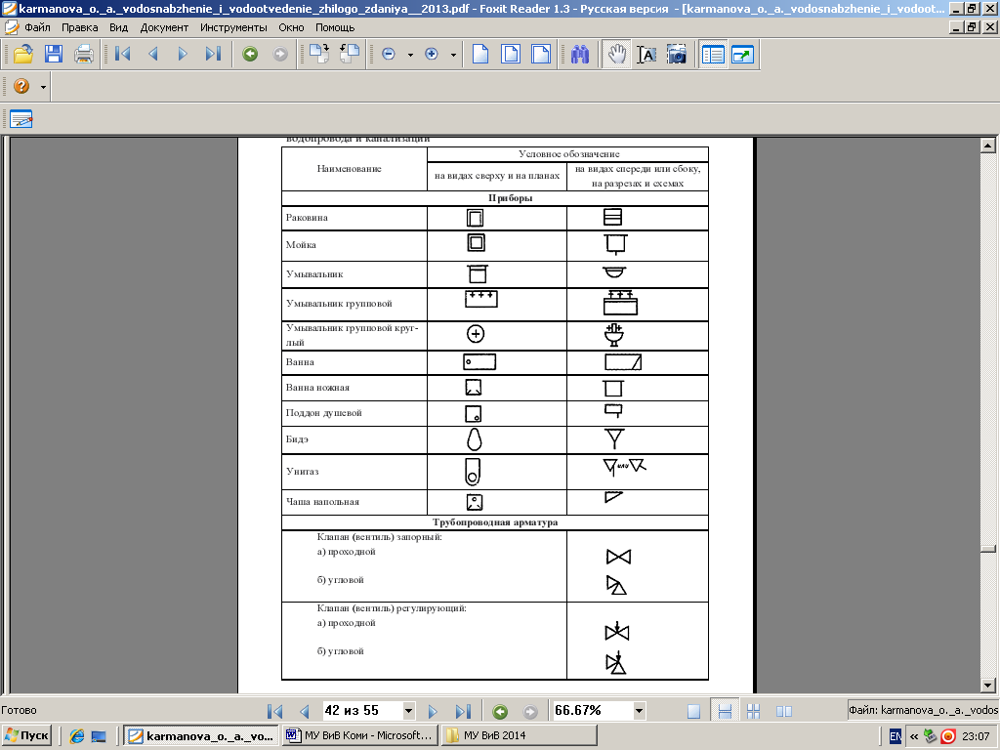 karmanova_o._a._vodosnabzhenie_i_vodootvedenie_zhilogo_zdaniya__2013.pdf - Foxit Reader 1.3 - Русская версия - [karmanova_o._a._vodosnabzhenie_i_vodoot...
Файл Правка Вид Документ Инструменты Окно Помощь
водопровода и канализации
Наименование
Условное обозначение
на видах сверху и на планах
на видах спереди или сбоку,
на разрезах и схемах
Приборы
Раковина
Мойка
Умывальник
Умывальник групповой
Умывальник групповой круг-
лый
Ванна
Ванна ножная
Поддон душевой
Бидэ
Унитаз
или
Чаша напольная
Трубопроводная арматура
Клапан (вентиль) запорный:
а) проходной
б) угловой
Клапан (вентиль) регулирующий:
а) проходной
б) угловой
Готово
42 из 55
66.67%
Файл: karmanova_o._a._vodos
Пуск
karmanova_o._a._vo...
МУ ВиВ Коми - Microsoft...
МУ ВиВ 2014
EN
23:07